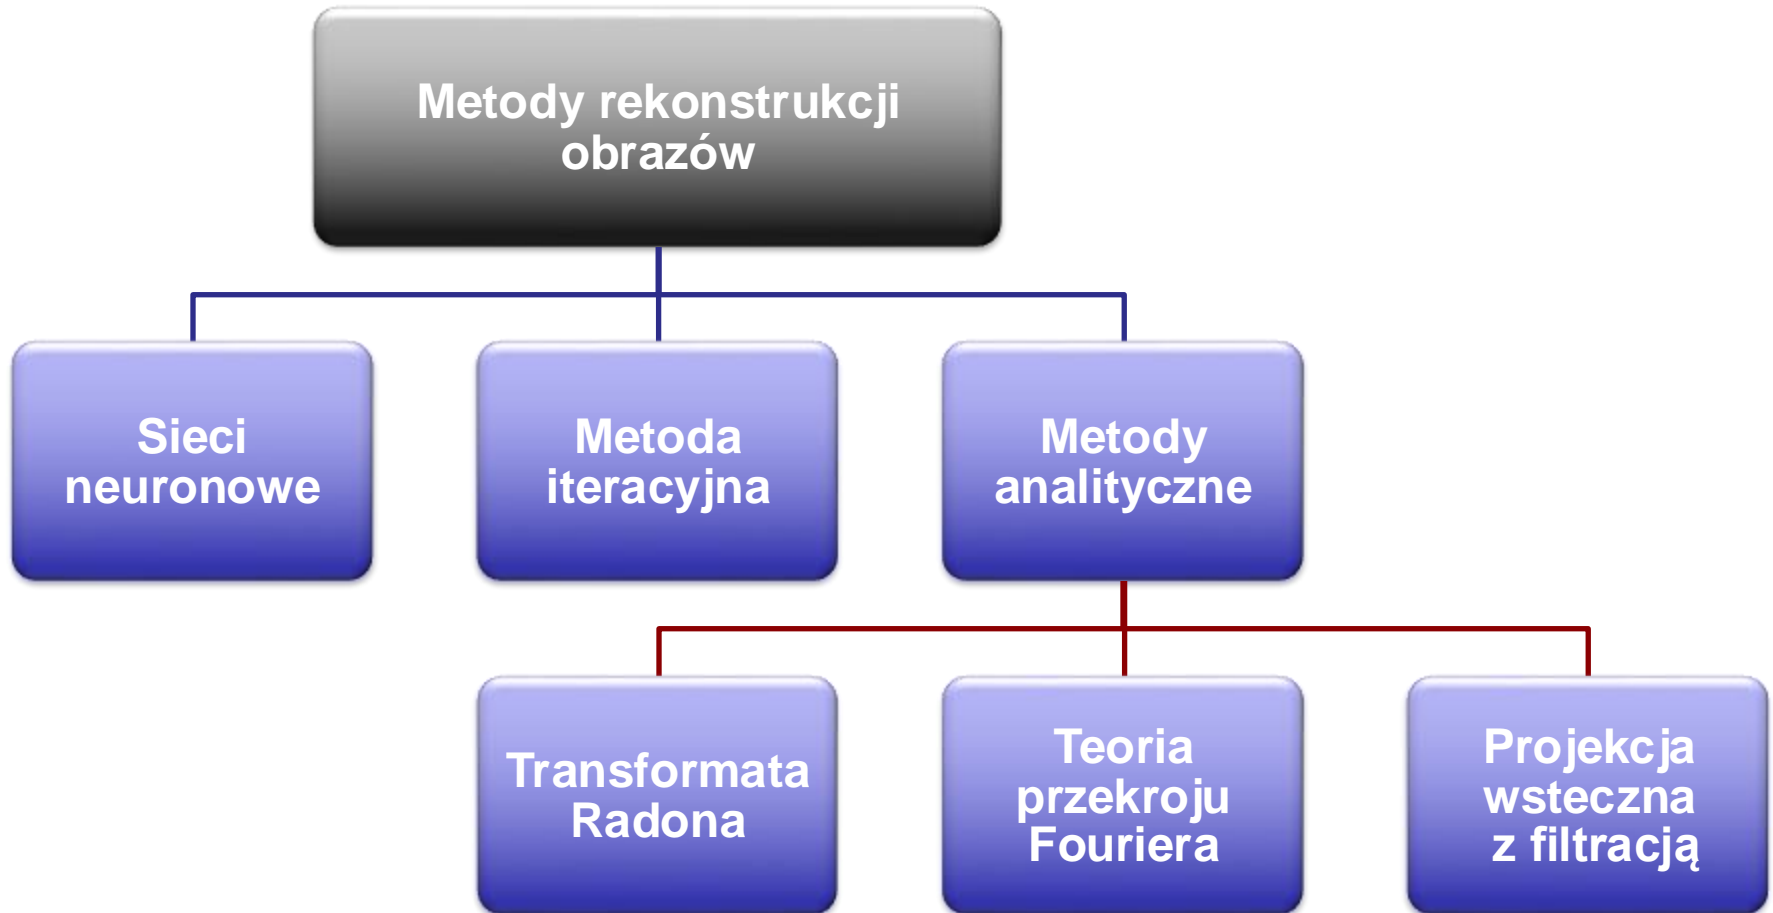 Metody rekonstrukcji
obrazów
Sieci
neuronowe
Metoda
iteracyjna
Metody
analityczne
Transformata
Radona
Teoria
przekroju
Fouriera
Projekcja
wsteczna
z filtracją